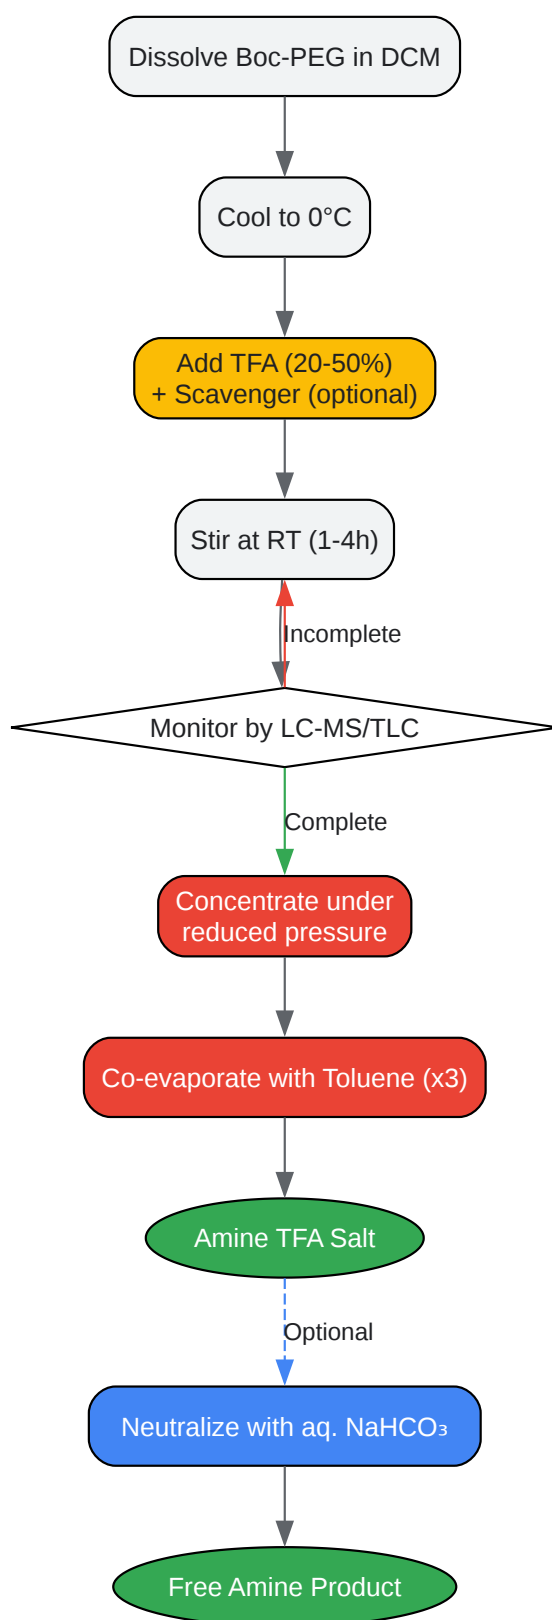 Dissolve Boc-PEG in DCM
Cool to 0°C
Add TFA (20-50%)
+ Scavenger (optional)
Stir at RT (1-4h)
Incomplete
Monitor by LC-MS/TLC
Complete
Concentrate under
reduced pressure
Co-evaporate with Toluene (x3)
Amine TFA Salt
Optional
Neutralize with aq. NaHCO₃
Free Amine Product